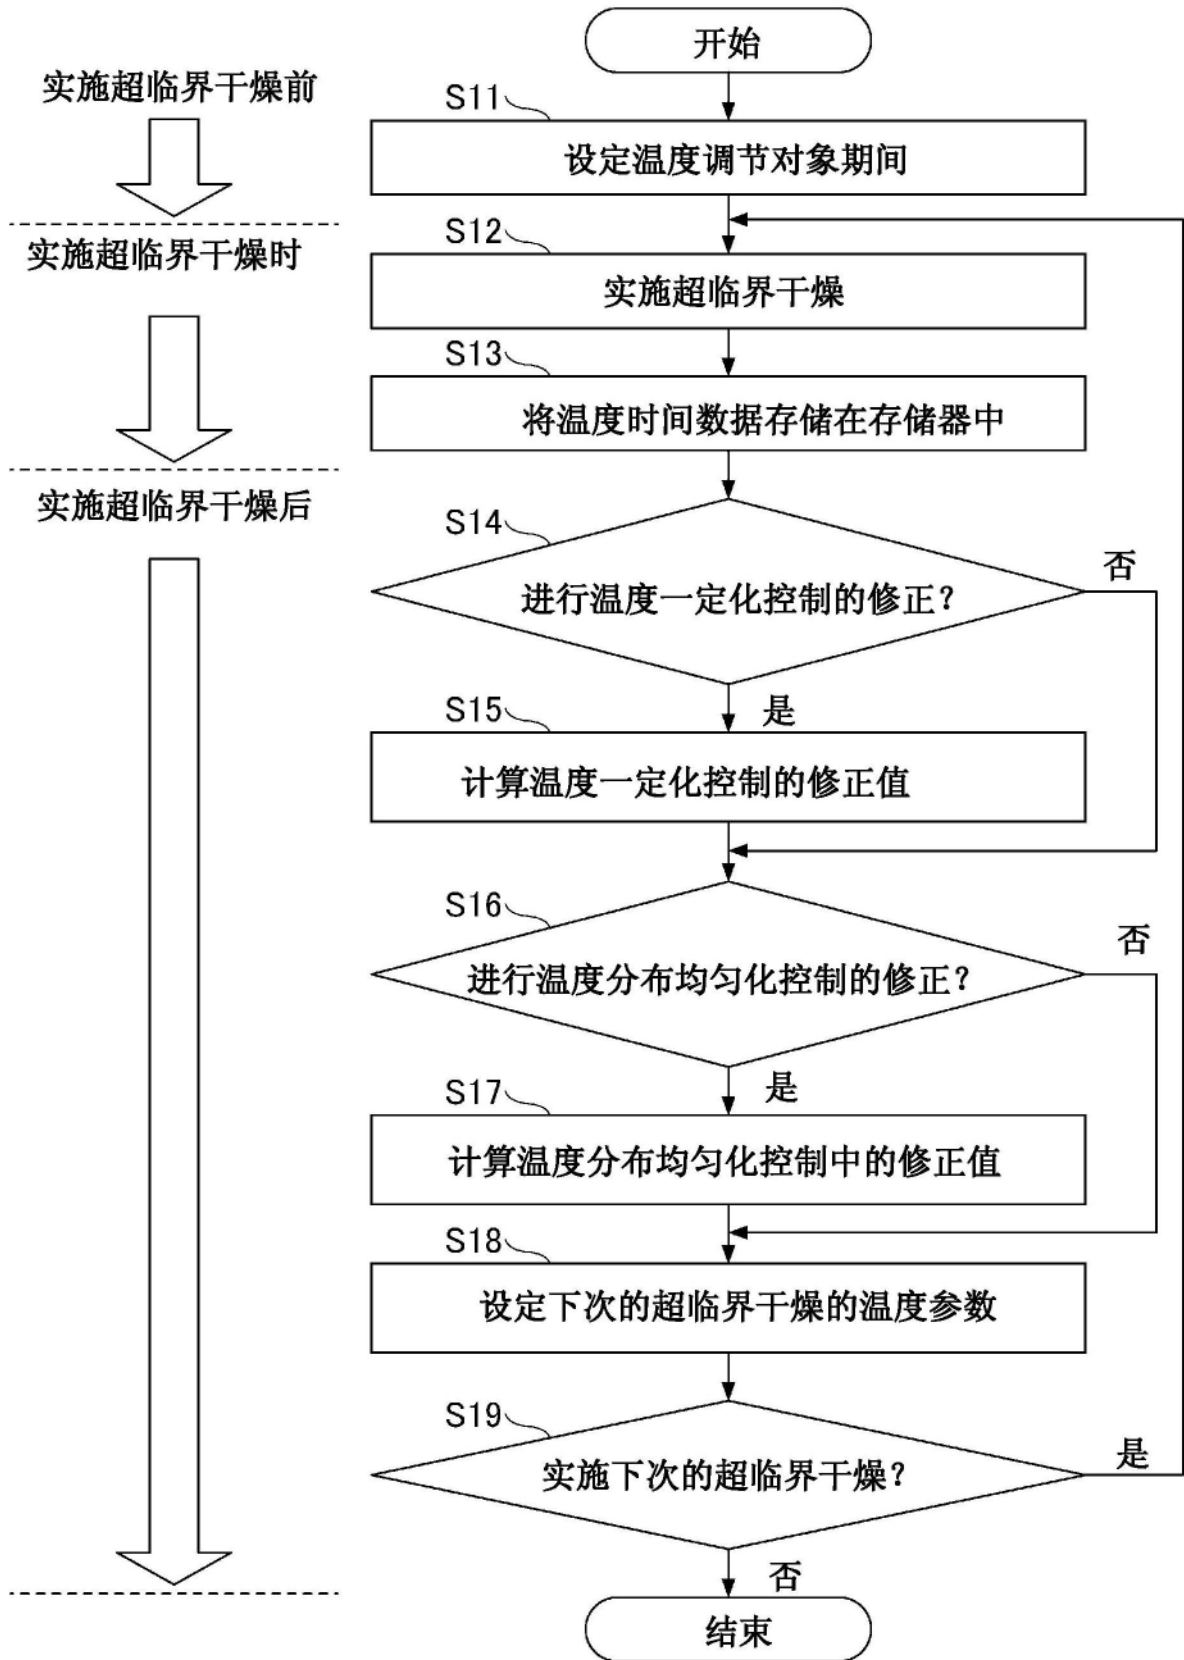 开始
实施超临界干燥前
S11
设定温度调节对象期间
实施超临界干燥时
S12
实施超临界干燥
S13
将温度时间数据存储在存储器中
实施超临界干燥后
S14
进行温度一定化控制的修正？
否
是
S15
计算温度一定化控制的修正值
S16
进行温度分布均匀化控制的修正？
否
是
S17
计算温度分布均匀化控制中的修正值
S18
设定下次的超临界干燥的温度参数
S19
实施下次的超临界干燥？
是
否
结束